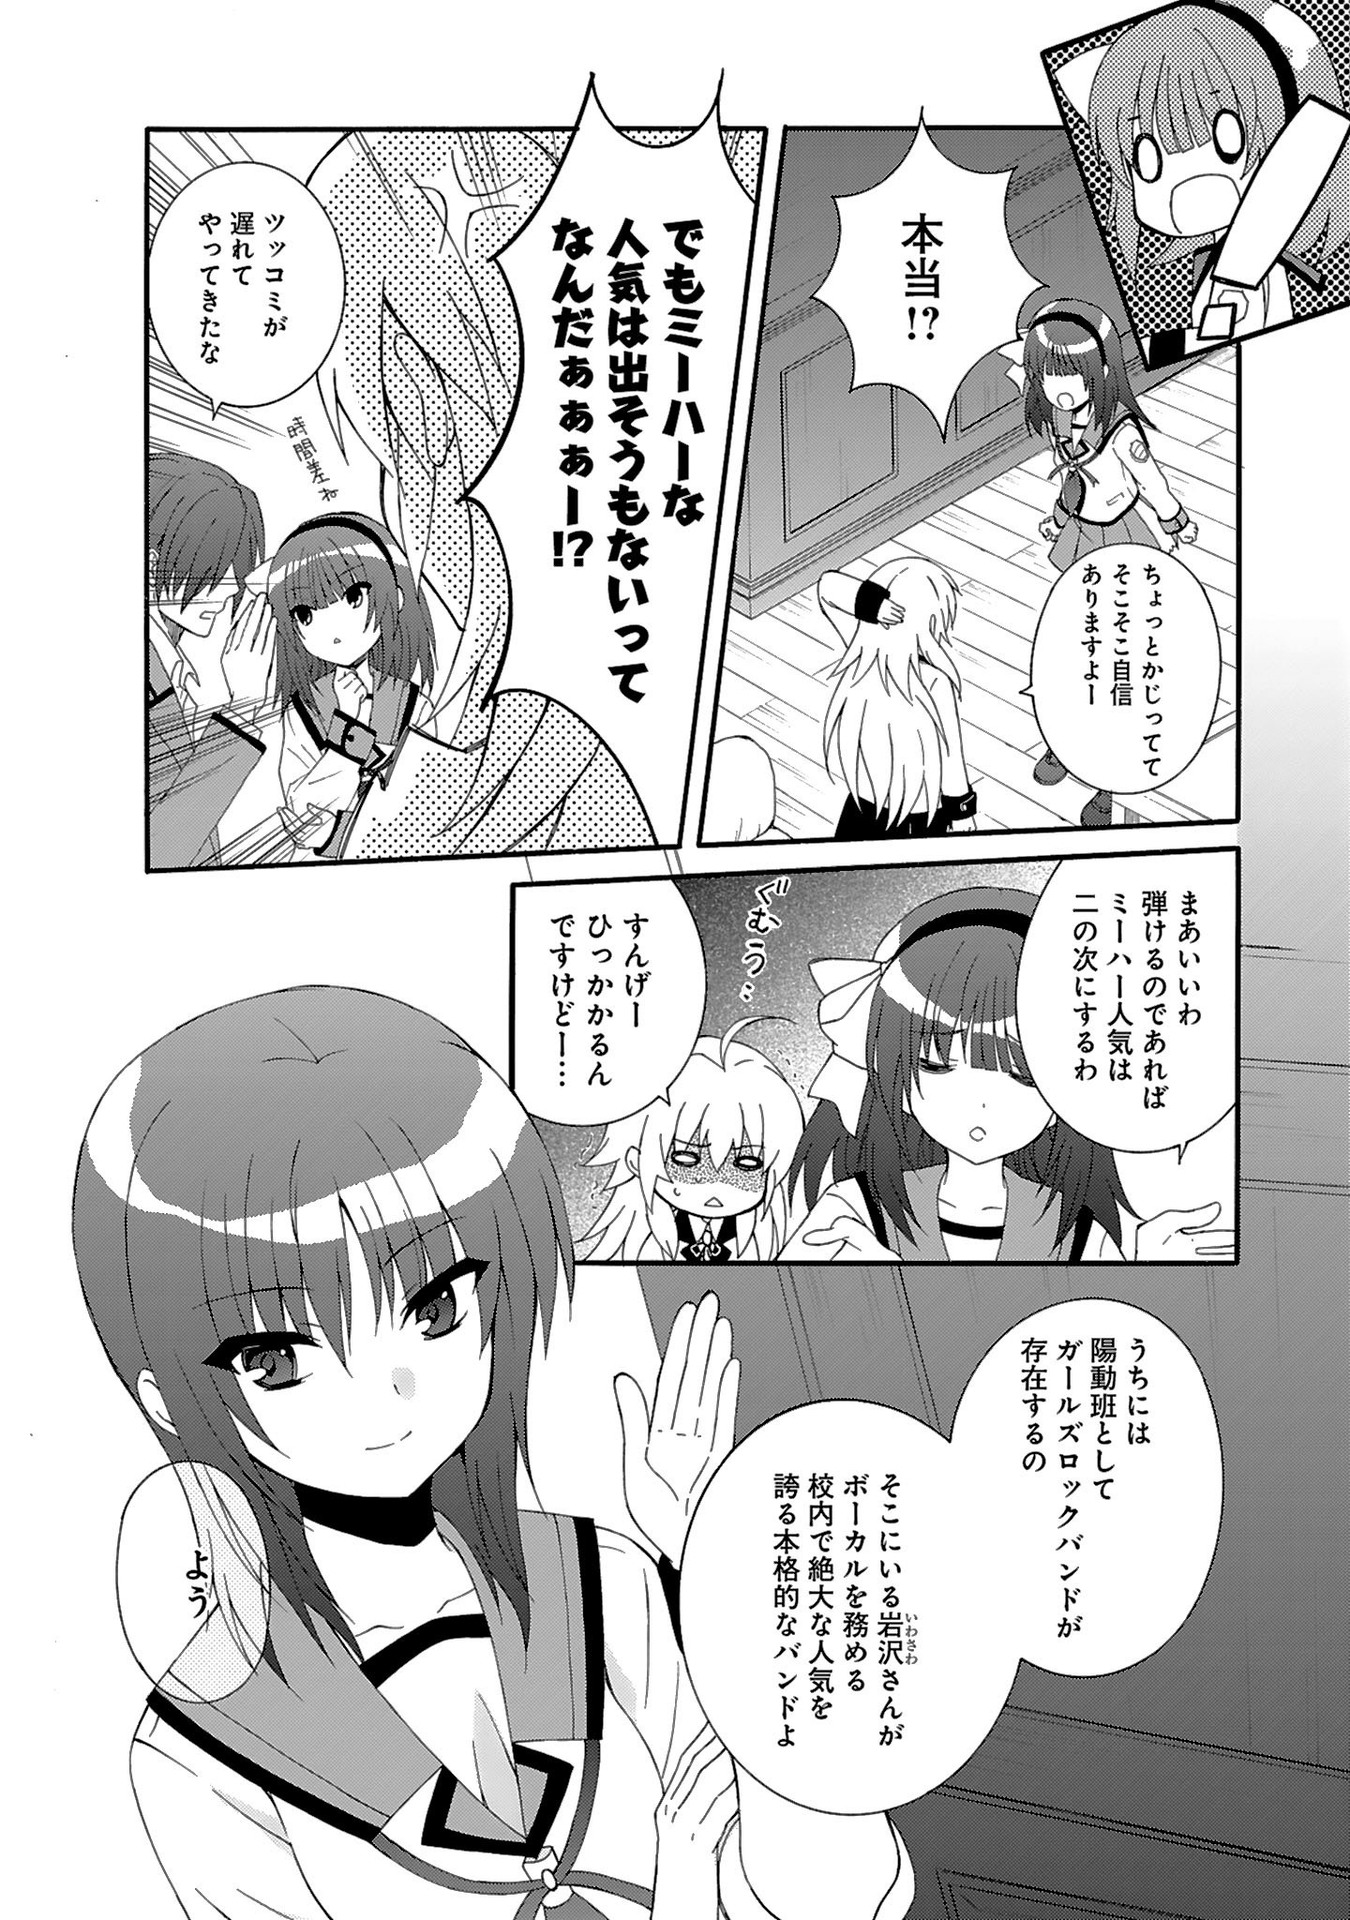 本当!?
ちょっとかじってて
そこそこ自信
ありますよー
でもミーハーな
人気は出そうもないって
なんだぁぁぁー!?
ツッコミが
遅れて
やってきたな
時間差ね
まあいいわ
弾けるのであれば
ミーハー人気は
二の次にするわ
ぐむう…
すんげー
ひっかかるん
ですけどー…
うちには
陽動班として
ガールズロックバンドが
存在するの
そこにいる岩沢さんが
いわさわ
ボーカルを務める
校内で絶大な人気を
誇る本格的なバンドよ
よう